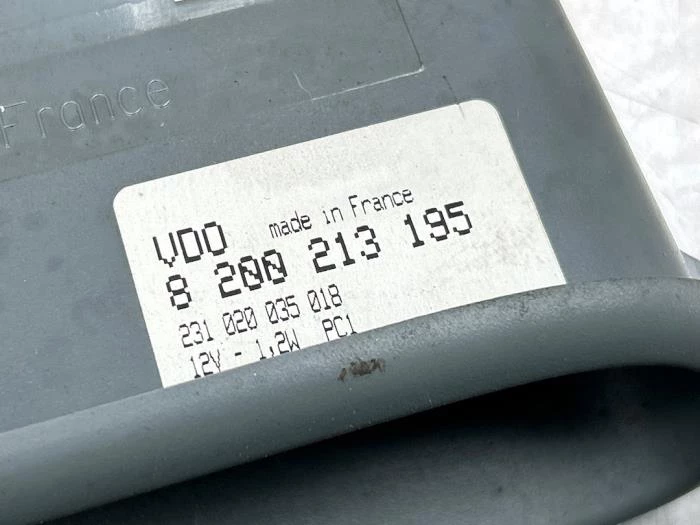 France
VDO made in France
8 200 213 195
231 020 035 018
12V - 1,2W PC1